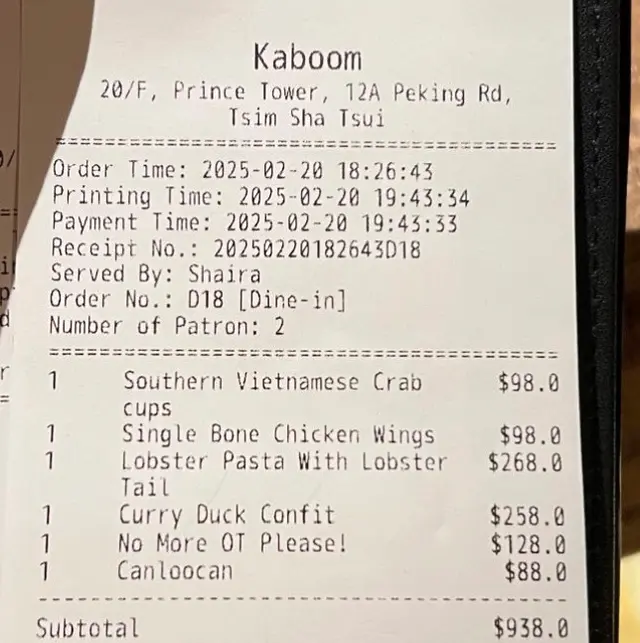 Kaboom
20/F, Prince Tower, 12A Peking Rd,
Tsim Sha Tsui
Order Time: 2025-02-20 18:26:43
Printing Time: 2025-02-20 19:43:34
Payment Time: 2025-02-20 19:43:33
Receipt No.: 20250220182643D18
Served By: Shaira
Order No.: D18 [Dine-in]
Number of Patron: 2
1 Southern Vietnamese Crab $98.0
cups
1 Single Bone Chicken Wings $98.0
1 Lobster Pasta With Lobster $268.0
Tail
1 Curry Duck Confit $258.0
1 No More OT Please! $128.0
1 Canloocan $88.0
Subtotal $938.0